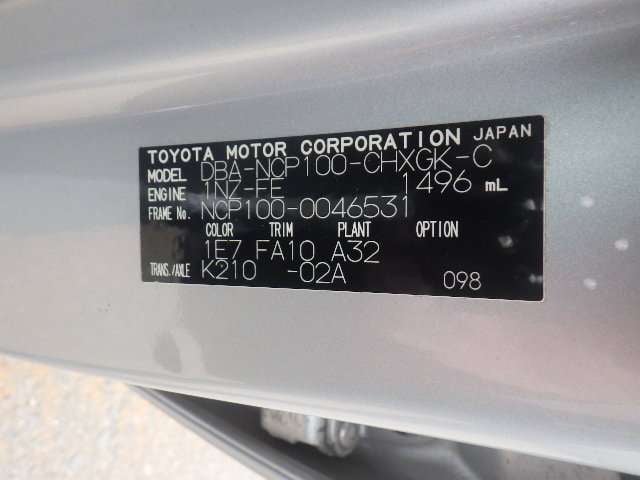 TOYOTA MOTOR CORPORATION JAPAN
MODEL DBA-NCP100-CHXGK-C
ENGINE 1NZ-FE 1496 mL
FRAME No. NCP100-0046531
COLOR TRIM PLANT OPTION
1E7 FA10 A32
TRANS./AXLE K210 -02A 098